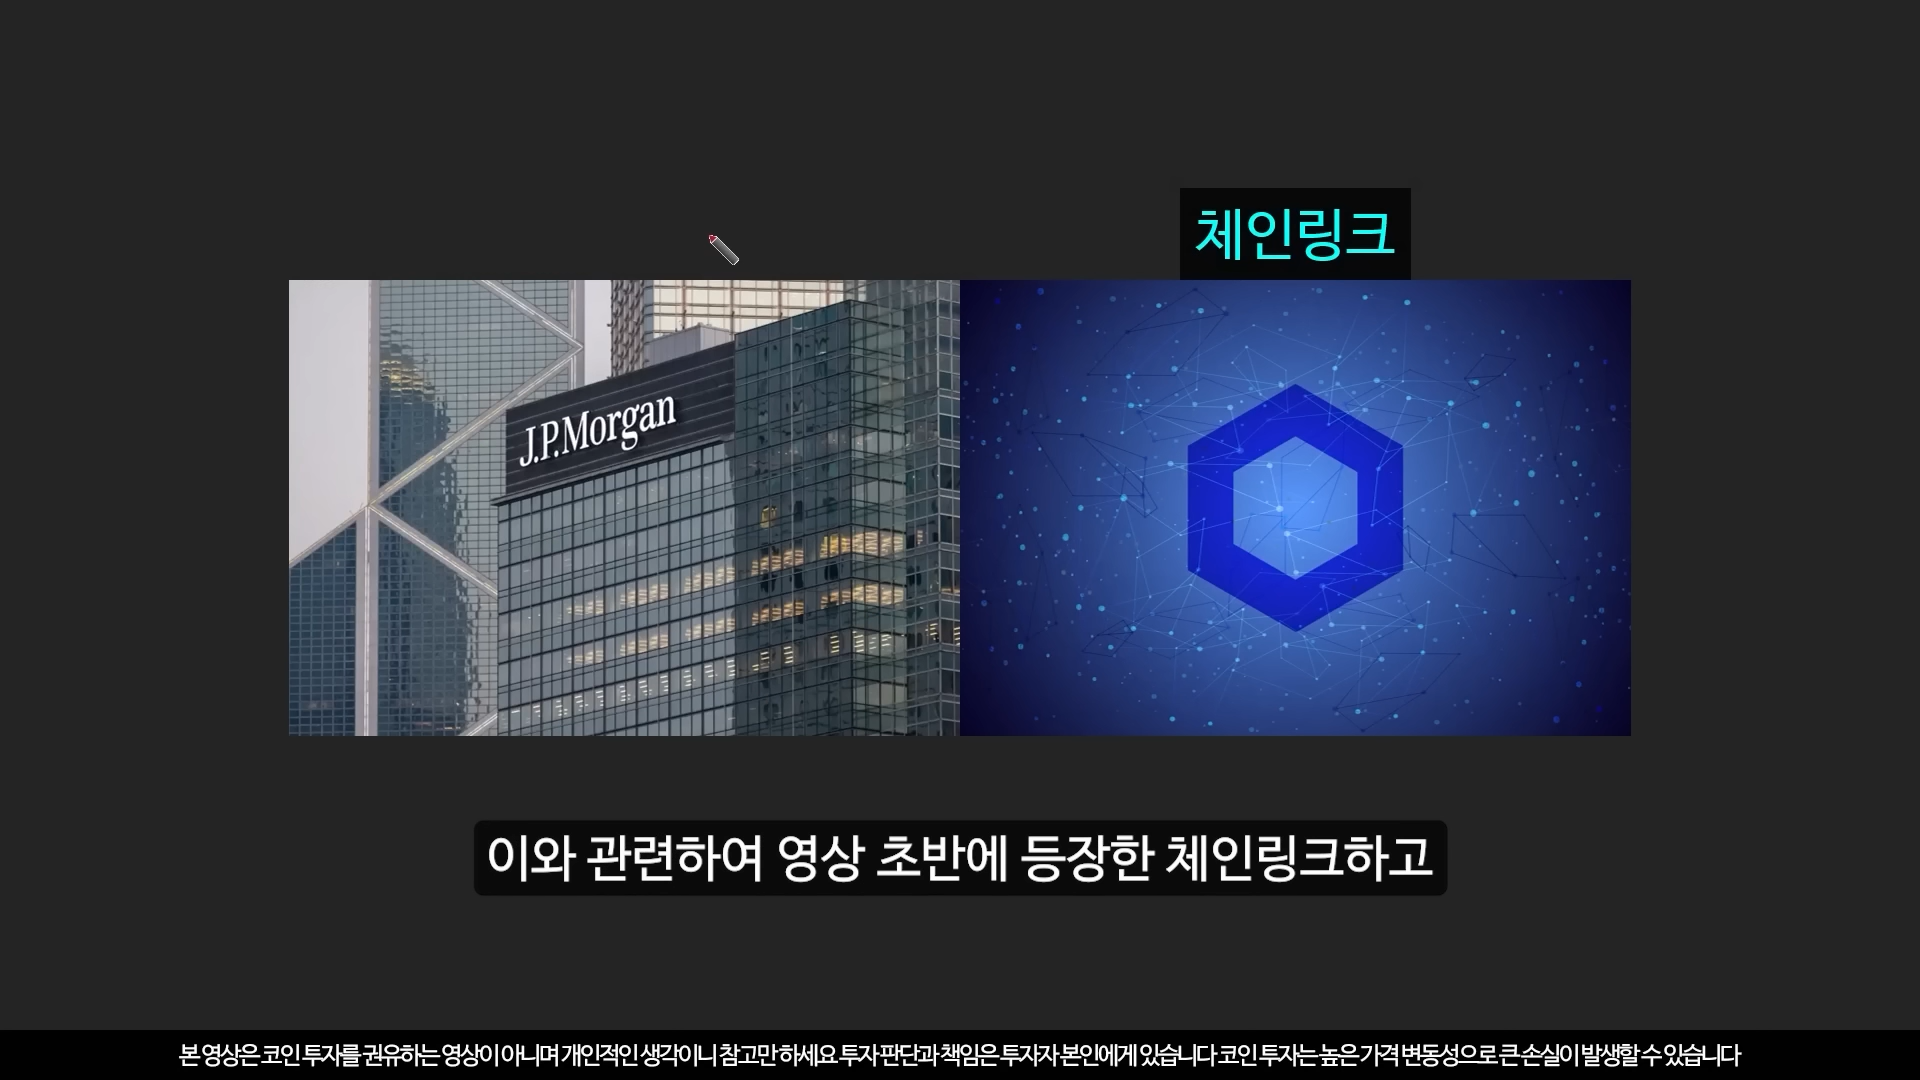 체인링크
J.P.Morgan
이와 관련하여 영상 초반에 등장한 체인링크하고
본 영상은 코인 투자를 권유하는 영상이 아니며 개인적인 생각이니 참고만 하세요 투자 판단과 책임은 투자자 본인에게 있습니다 코인 투자는 높은 가격 변동성으로 큰 손실이 발생할 수 있습니다